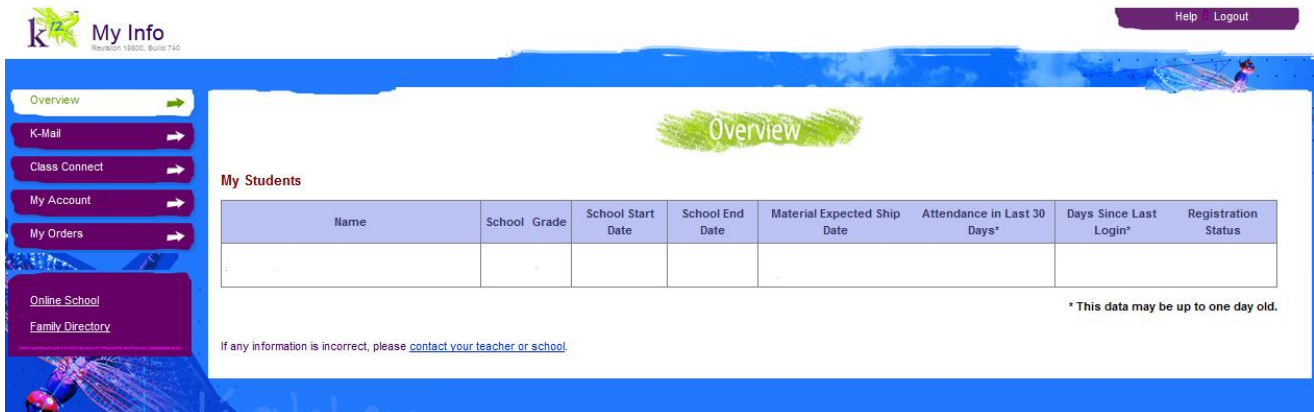 Help Logout
k12 My Info
Revision 18600, Build 740
Overview
K-Mail
Class Connect
My Account
My Orders
Online School
Family Directory
Overview
My Students
Name School Grade School Start Date School End Date Material Expected Ship Date Attendance in Last 30 Days* Days Since Last Login* Registration Status
* This data may be up to one day old.
If any information is incorrect, please contact your teacher or school.